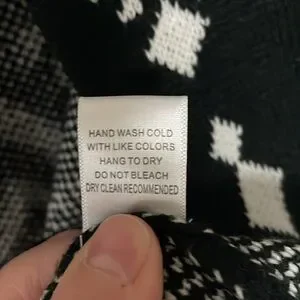 HAND WASH COLD
WITH LIKE COLORS
HANG TO DRY
DO NOT BLEACH
DRY CLEAN RECOMMENDED